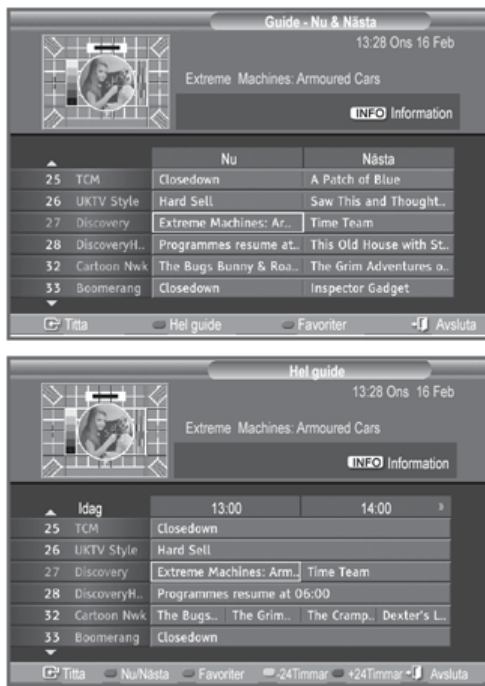 Guide - Nu & Nästa
13:28 Ons 16 Feb
Extreme Machines: Armoured Cars
INFO Information
Nu Nästa
25 TCM Closedown A Patch of Blue
26 UKTV Style Hard Sell Saw This and Thought..
27 Discovery Extreme Machines: Ar.. Time Team
28 DiscoveryH.. Programmes resume at.. This Old House with St..
32 Cartoon Nwk The Bugs Bunny & Roa.. The Grim Adventures o..
33 Boomerang Closedown Inspector Gadget
Titta Hel guide Favoriter Avsluta
Hel guide
13:28 Ons 16 Feb
Extreme Machines: Armoured Cars
INFO Information
Idag 13:00 14:00 »
25 TCM Closedown
26 UKTV Style Hard Sell
27 Discovery Extreme Machines: Arm.. Time Team
28 DiscoveryH.. Programmes resume at 06:00
32 Cartoon Nwk The Bugs.. The Grim.. The Cramp.. Dexter's L..
33 Boomerang Closedown
Titta Nu/Nästa Favoriter -24Timmar +24Timmar Avsluta